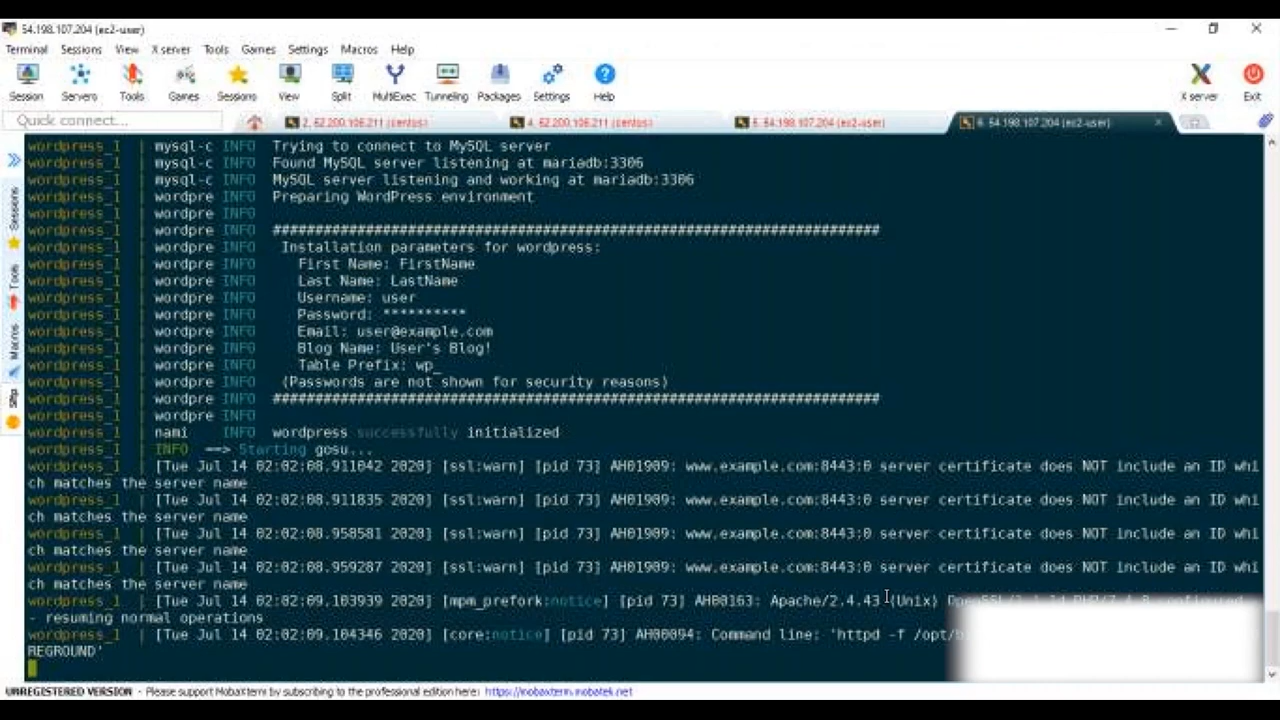 54.198.107.204 (ec2-user)
Terminal Sessions View X server Tools Games Settings Macros Help
Session Servers Tools Games Sessions View Split MultiExec Tunneling Packages Settings Help X server Exit
Quick connect... 2. 62.200.106.211 (centos) 4. 62.200.106.211 (centos) 5. 54.198.107.204 (ec2-user) 6. 54.198.107.204 (ec2-user)
Sessions
Tools
Macros
Sftp
wordpress_1 | mysql-c INFO Trying to connect to MySQL server
wordpress_1 | mysql-c INFO Found MySQL server listening at mariadb:3306
wordpress_1 | mysql-c INFO MySQL server listening and working at mariadb:3306
wordpress_1 | wordpre INFO Preparing WordPress environment
wordpress_1 | wordpre INFO
wordpress_1 | wordpre INFO ########################################################################
wordpress_1 | wordpre INFO Installation parameters for wordpress:
wordpress_1 | wordpre INFO First Name: FirstName
wordpress_1 | wordpre INFO Last Name: LastName
wordpress_1 | wordpre INFO Username: user
wordpress_1 | wordpre INFO Password: **********
wordpress_1 | wordpre INFO Email: user@example.com
wordpress_1 | wordpre INFO Blog Name: User's Blog!
wordpress_1 | wordpre INFO Table Prefix: wp_
wordpress_1 | wordpre INFO (Passwords are not shown for security reasons)
wordpress_1 | wordpre INFO ########################################################################
wordpress_1 | wordpre INFO
wordpress_1 | nami INFO wordpress successfully initialized
wordpress_1 | INFO ==> Starting gosu...
wordpress_1 | [Tue Jul 14 02:02:08.911042 2020] [ssl:warn] [pid 73] AH01909: www.example.com:8443:0 server certificate does NOT include an ID whi
ch matches the server name
wordpress_1 | [Tue Jul 14 02:02:08.911835 2020] [ssl:warn] [pid 73] AH01909: www.example.com:8443:0 server certificate does NOT include an ID whi
ch matches the server name
wordpress_1 | [Tue Jul 14 02:02:08.958581 2020] [ssl:warn] [pid 73] AH01909: www.example.com:8443:0 server certificate does NOT include an ID whi
ch matches the server name
wordpress_1 | [Tue Jul 14 02:02:08.959287 2020] [ssl:warn] [pid 73] AH01909: www.example.com:8443:0 server certificate does NOT include an ID whi
ch matches the server name
wordpress_1 | [Tue Jul 14 02:02:09.103939 2020] [mpm_prefork:notice] [pid 73] AH00163: Apache/2.4.43 (Unix)
- resuming normal operations
wordpress_1 | [Tue Jul 14 02:02:09.104346 2020] [core:notice] [pid 73] AH00094: Command line: 'httpd -f
REGROUND'
UNREGISTERED VERSION - Please support MobaXterm by subscribing to the professional edition here: https://mobaxterm.mobatek.net